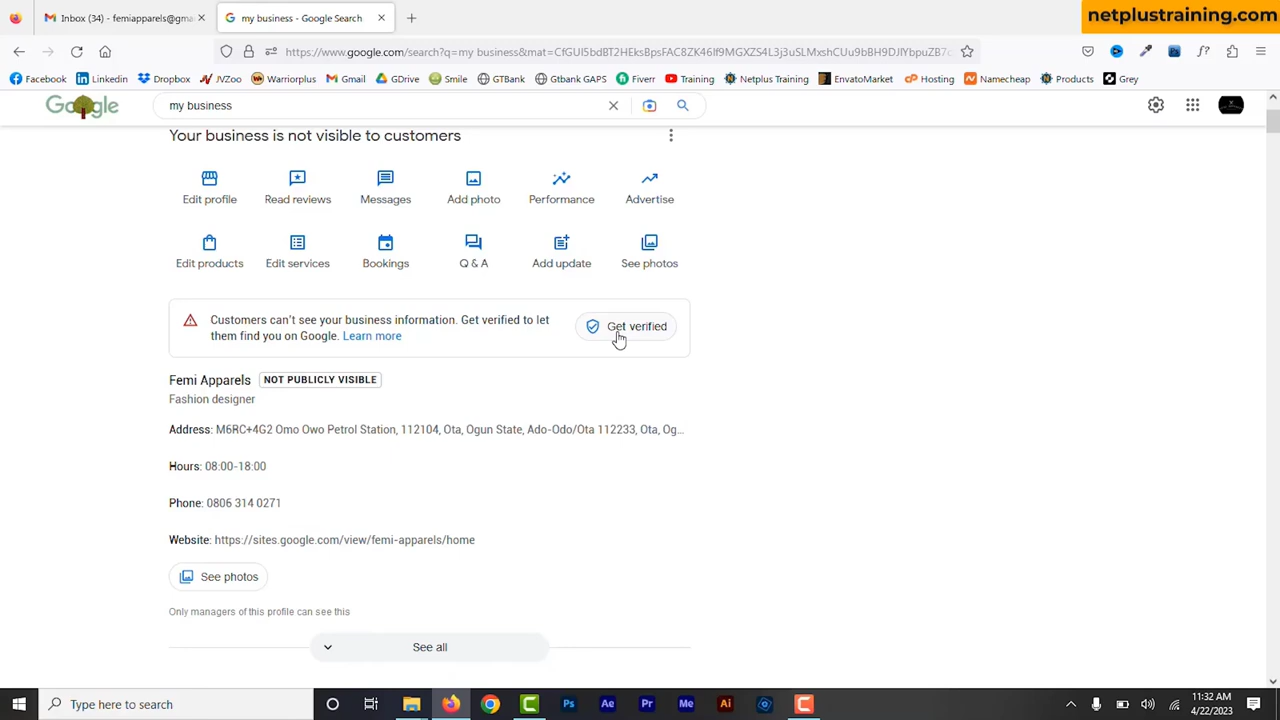 netplustraining.com
Inbox (34) - femiapparels@gma
my business - Google Search
https://www.google.com/search?q=my business&mat=CfGUI5bdBT2HEksBpsFAC8ZK46lf9MGXZS4L3j3uSLMxshCUu9bBH9DJlYbpuZB7
Facebook Linkedin Dropbox JVZoo Warriorplus Gmail GDrive Smile GTBank Gtbank GAPS Fiverr Training Netplus Training EnvatoMarket Hosting Namecheap Products Grey
Google my business
Your business is not visible to customers
Edit profile Read reviews Messages Add photo Performance Advertise
Edit products Edit services Bookings Q & A Add update See photos
Customers can't see your business information. Get verified to let
them find you on Google. Learn more
Get verified
Femi Apparels NOT PUBLICLY VISIBLE
Fashion designer
Address: M6RC+4G2 Omo Owo Petrol Station, 112104, Ota, Ogun State, Ado-Odo/Ota 112233, Ota, Og...
Hours: 08:00-18:00
Phone: 0806 314 0271
Website: https://sites.google.com/view/femi-apparels/home
See photos
Only managers of this profile can see this
See all
Type here to search
Ae Pr Me Ai
11:32 AM
4/22/2023